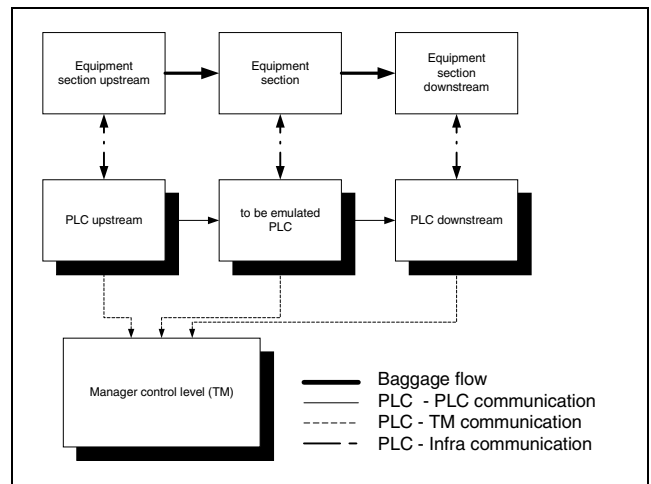 Equipment
section upstream
Equipment
section
Equipment
section
downstream
PLC upstream
to be emulated
PLC
PLC downstream
Manager control level (TM)
Baggage flow
PLC - PLC communication
PLC - TM communication
PLC - Infra communication